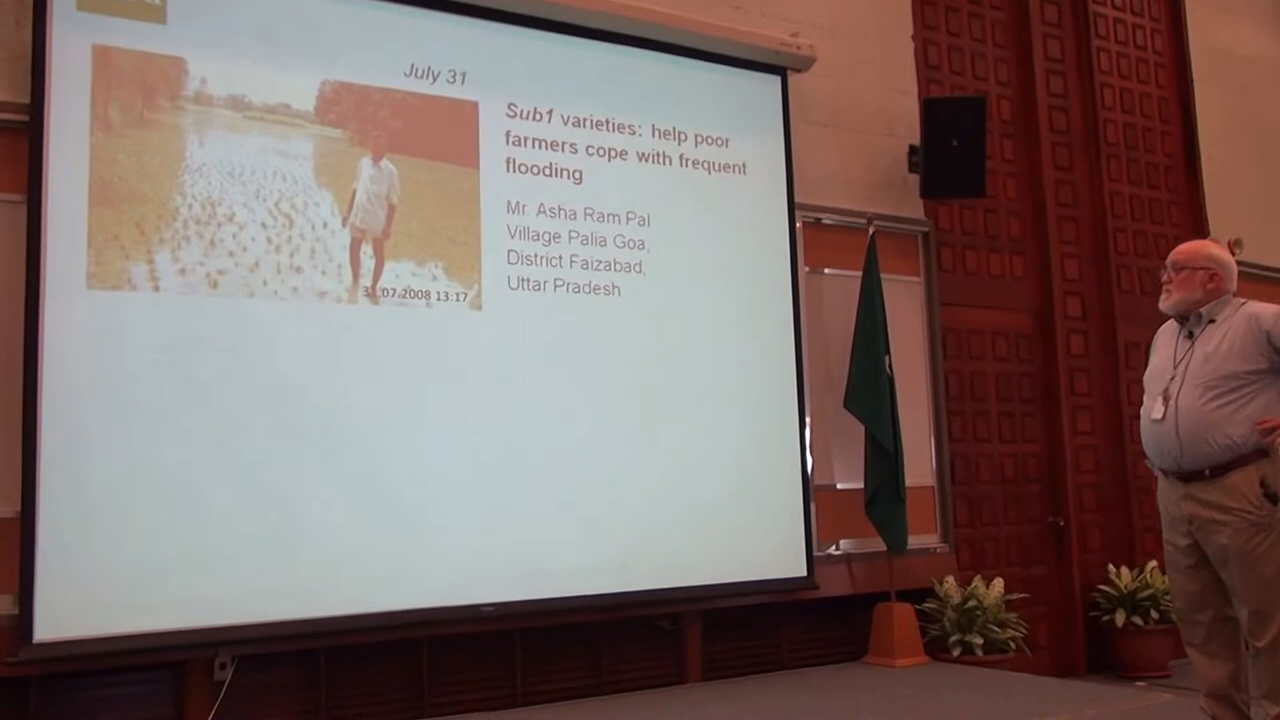 July 31
Sub1 varieties: help poor
farmers cope with frequent
flooding
Mr. Asha Ram Pal
Village Palia Goa,
District Faizabad,
Uttar Pradesh
31.07.2008 13:17